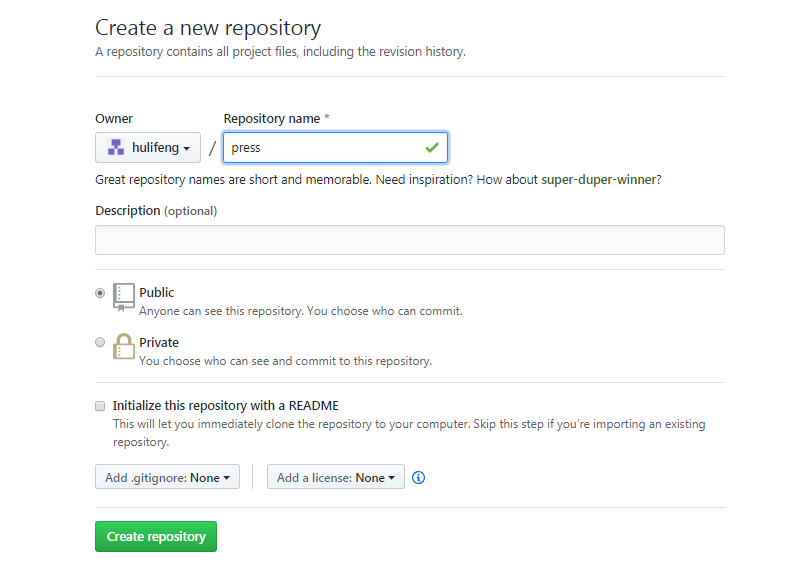 Create a new repository
A repository contains all project files, including the revision history.
Owner
Repository name *
hulifeng
/
press
Great repository names are short and memorable. Need inspiration? How about super-duper-winner?
Description (optional)
Public
Anyone can see this repository. You choose who can commit.
Private
You choose who can see and commit to this repository.
Initialize this repository with a README
This will let you immediately clone the repository to your computer. Skip this step if you’re importing an existing
repository.
Add .gitignore: None
Add a license: None
Create repository